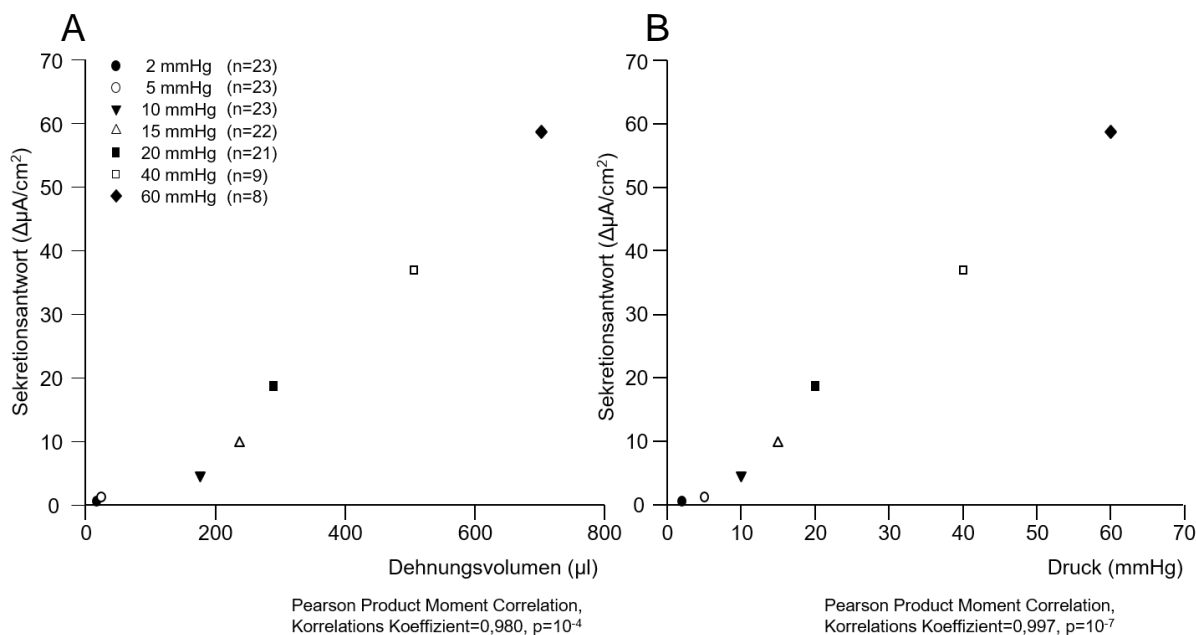 A
70
60
50
40
30
20
10
0
Sekretionsantwort (ΔµA/cm²)
2 mmHg (n=23)
5 mmHg (n=23)
10 mmHg (n=23)
15 mmHg (n=22)
20 mmHg (n=21)
40 mmHg (n=9)
60 mmHg (n=8)
0 200 400 600 800
Dehnungsvolumen (µl)
Pearson Product Moment Correlation,
Korrelations Koeffizient=0,980, p=10⁻⁴
B
70
60
50
40
30
20
10
0
Sekretionsantwort (ΔµA/cm²)
0 10 20 30 40 50 60 70
Druck (mmHg)
Pearson Product Moment Correlation,
Korrelations Koeffizient=0,997, p=10⁻⁷